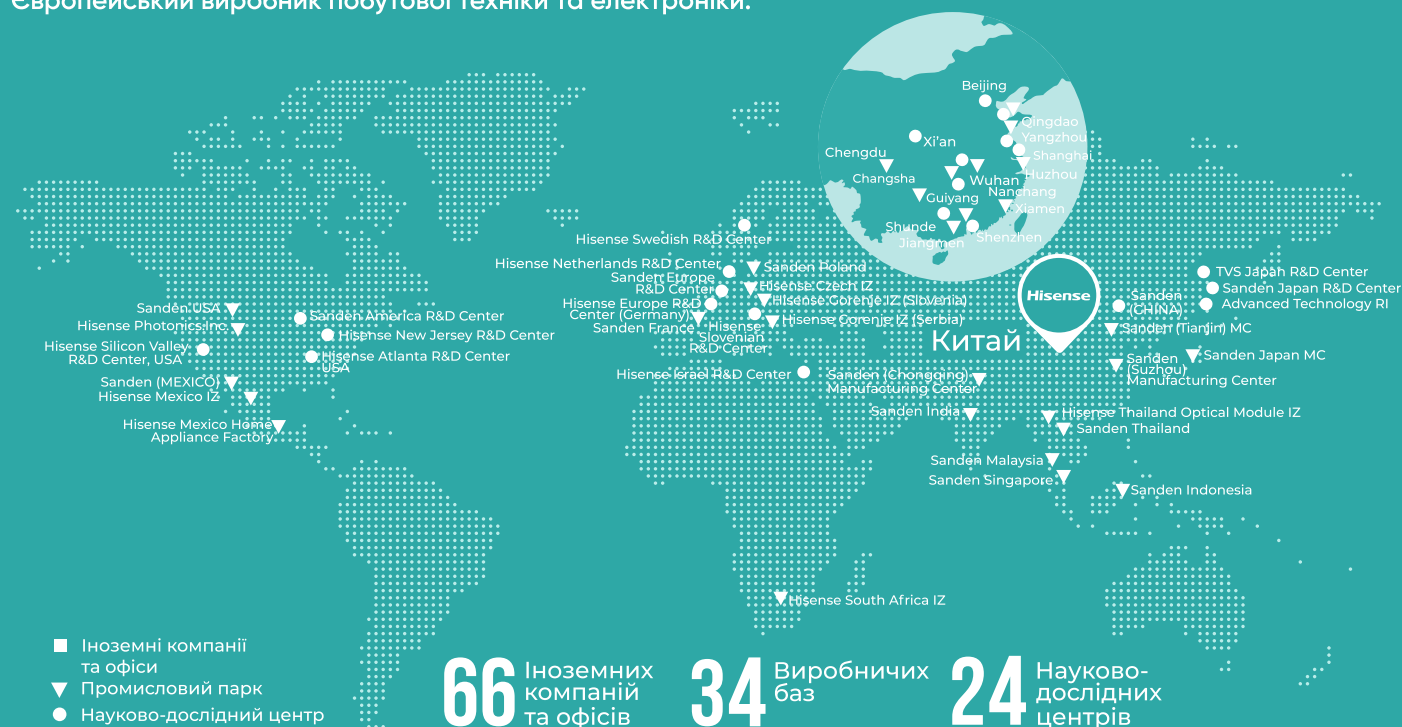 Європейський виробник побутової техніки та електроніки.
Beijing
Qingdao
Yangzhou
Xi'an
Chengdu
Shanghai
Huzhou
Changsha
Wuhan
Nanchang
Guiyang
Xiamen
Shunde
Shenzhen
Jiangmen
Hisense Swedish R&D Center
Hisense Netherlands R&D Center
Sanden Poland
Sanden Europe
R&D Center
Hisense Czech IZ
Hisense Gorenje IZ (Slovenia)
Hisense Europe R&D
Center (Germany)
Sanden France
Hisense Gorenje IZ (Serbia)
Hisense
Slovenian
R&D Center
Hisense Israel R&D Center
Sanden USA
Hisense Photonics Inc.
Hisense Silicon Valley
R&D Center, USA
Sanden America R&D Center
Hisense New Jersey R&D Center
Hisense Atlanta R&D Center
USA
Sanden (MEXICO)
Hisense Mexico IZ
Hisense Mexico Home
Appliance Factory
Hisense
Китай
TVS Japan R&D Center
Sanden Japan R&D Center
Advanced Technology RI
Sanden
(CHINA)
Sanden (Tianjin) MC
Sanden Japan MC
Sanden
(Suzhou)
Manufacturing Center
Sanden (Chongqing)
Manufacturing Center
Sanden India
Hisense Thailand Optical Module IZ
Sanden Thailand
Sanden Malaysia
Sanden Singapore
Sanden Indonesia
Hisense South Africa IZ
Іноземні компанії
та офіси
Промисловий парк
Науково-дослідний центр
66 Іноземних
компаній
та офісів
34 Виробничих
баз
24 Науково-
дослідних
центрів